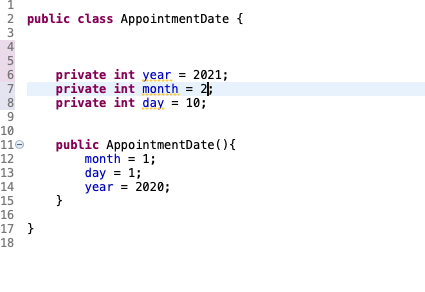 1
2 public class AppointmentDate {
3
4
5
6 private int year = 2021;
7 private int month = 2;
8 private int day = 10;
9
10
11 public AppointmentDate(){
12 month = 1;
13 day = 1;
14 year = 2020;
15 }
16
17 }
18